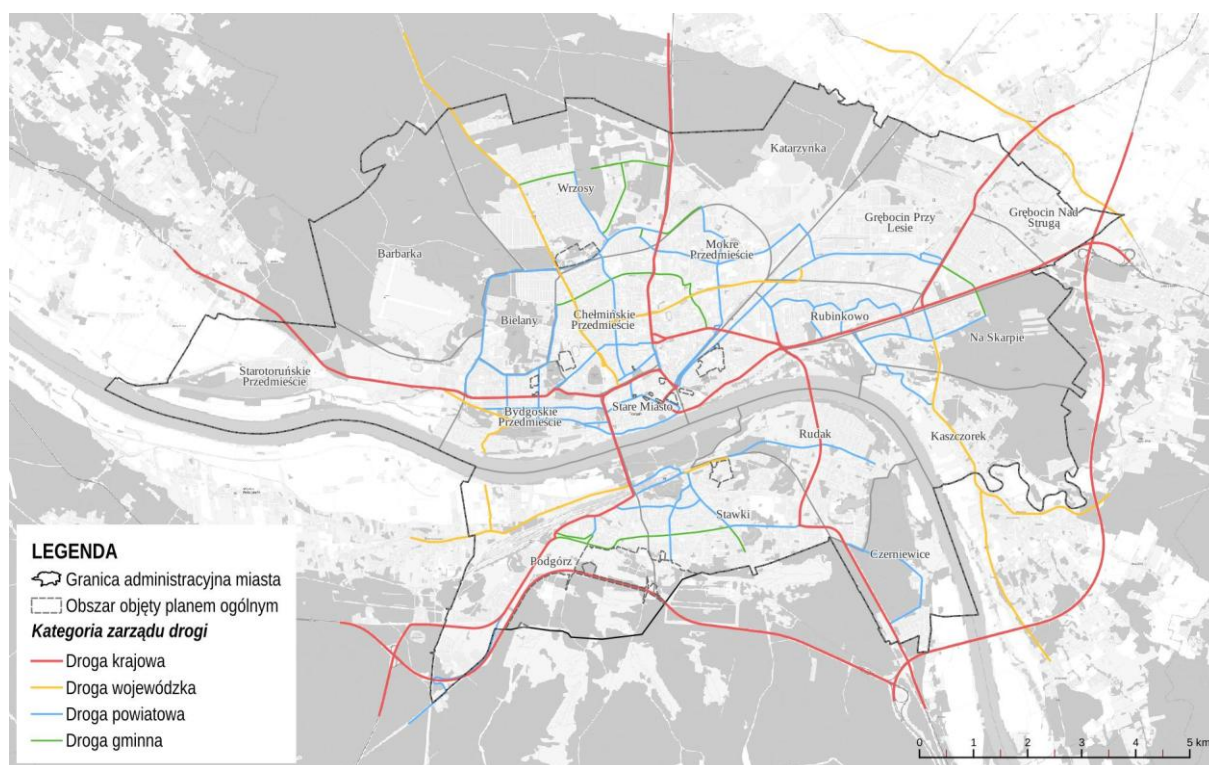 Katarzynka
Wrzosy
Grębocin Przy
Lesie
Grębocin Nad
Strugą
Mokre
Przedmieście
Barbarka
Bielany
Chełmińskie
Przedmieście
Rubinkowo
Na Skarpie
Starotoruńskie
Przedmieście
Bydgoskie
Przedmieście
Stare Miasto
Rudak
Kaszczorek
Stawki
Podgórz
Czerniewice
LEGENDA
Granica administracyjna miasta
Obszar objęty planem ogólnym
Kategoria zarządu drogi
Droga krajowa
Droga wojewódzka
Droga powiatowa
Droga gminna
0 1 2 3 4 5 km